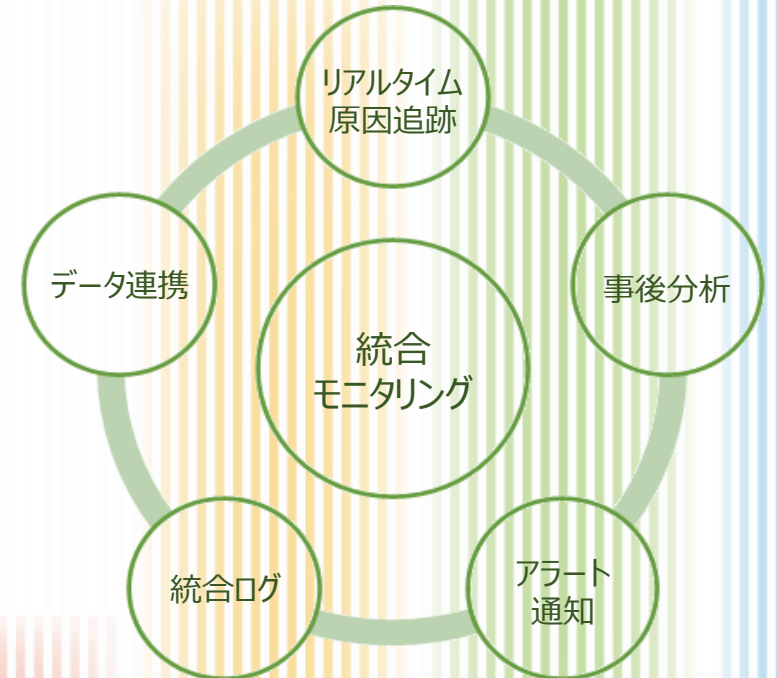 リアルタイム
原因追跡
データ連携
事後分析
統合
モニタリング
統合ログ
アラート
通知